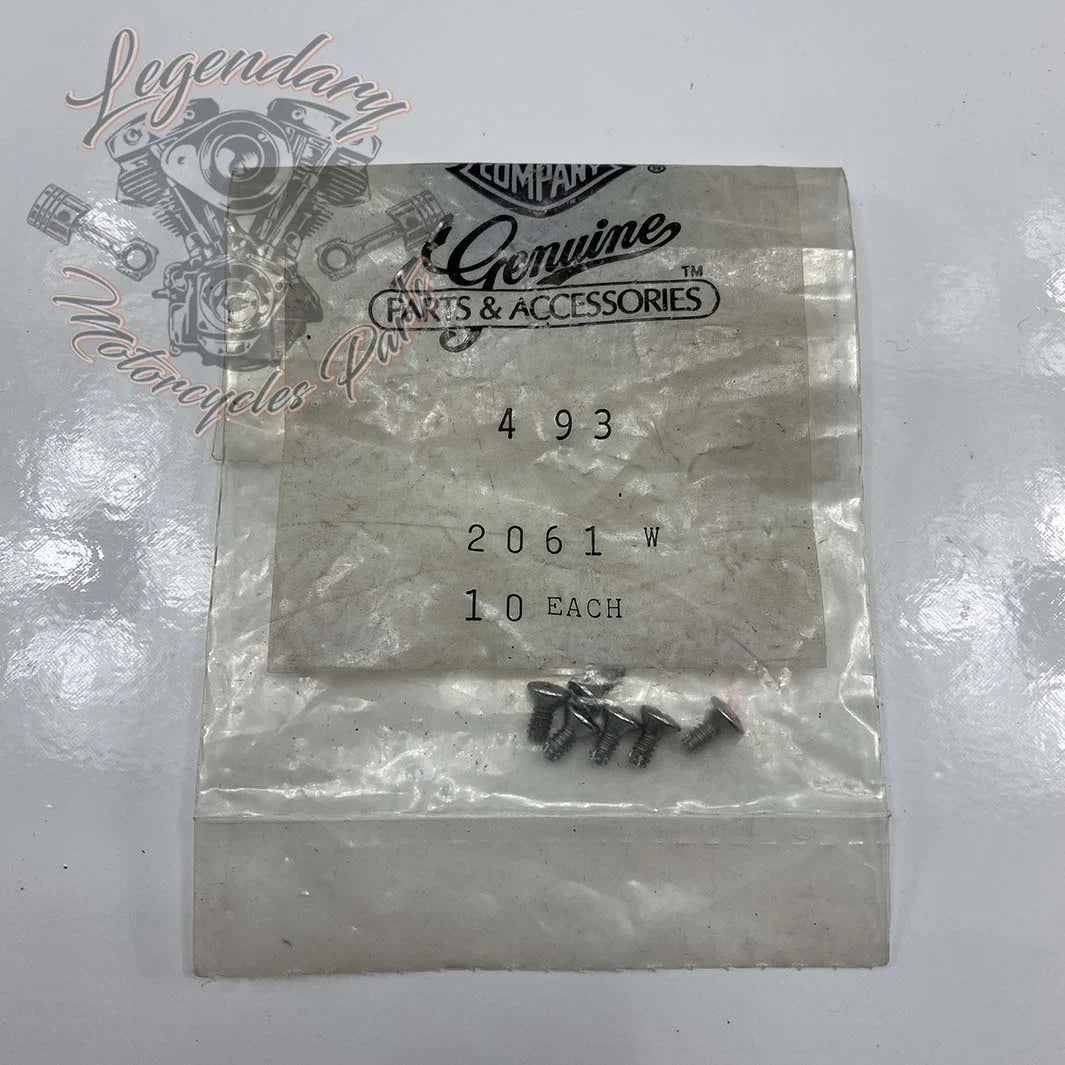 Legendary
Motorcycles Parts
COMPANY ®
Genuine
PARTS & ACCESSORIES ™
4 93
2061 W
10 EACH